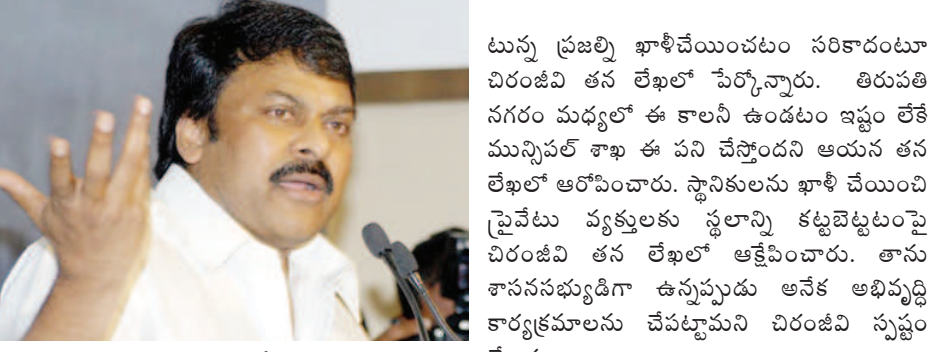 టున్న ప్రజల్ని ఖాళీచేయించటం సరికాదంటూ
చిరంజీవి తన లేఖలో పేర్కోన్నారు. తిరుపతి
నగరం మధ్యలో ఈ కాలనీ ఉండటం ఇష్టం లేకే
మున్సిపల్ శాఖ ఈ పని చేస్తోందని ఆయన తన
లేఖలో ఆరోపించారు. స్థానికులను ఖాళీ చేయించి
ప్రైవేటు వ్యక్తులకు స్థలాన్ని కట్టబెట్టటంపై
చిరంజీవి తన లేఖలో ఆక్షేపించారు. తాను
శాసనసభ్యుడిగా ఉన్నప్పుడు అనేక అభివృద్ధి
కార్యక్రమాలను చేపట్టామని చిరంజీవి స్పష్టం